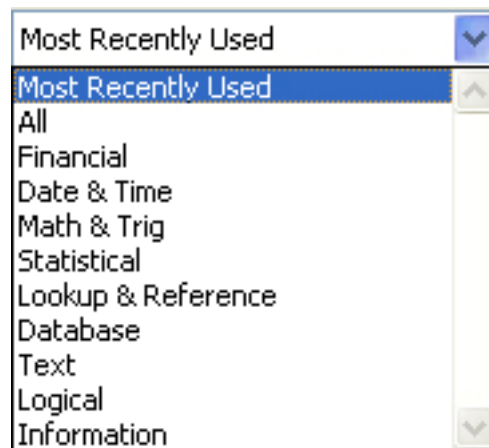 Most Recently Used
Most Recently Used
All
Financial
Date & Time
Math & Trig
Statistical
Lookup & Reference
Database
Text
Logical
Information